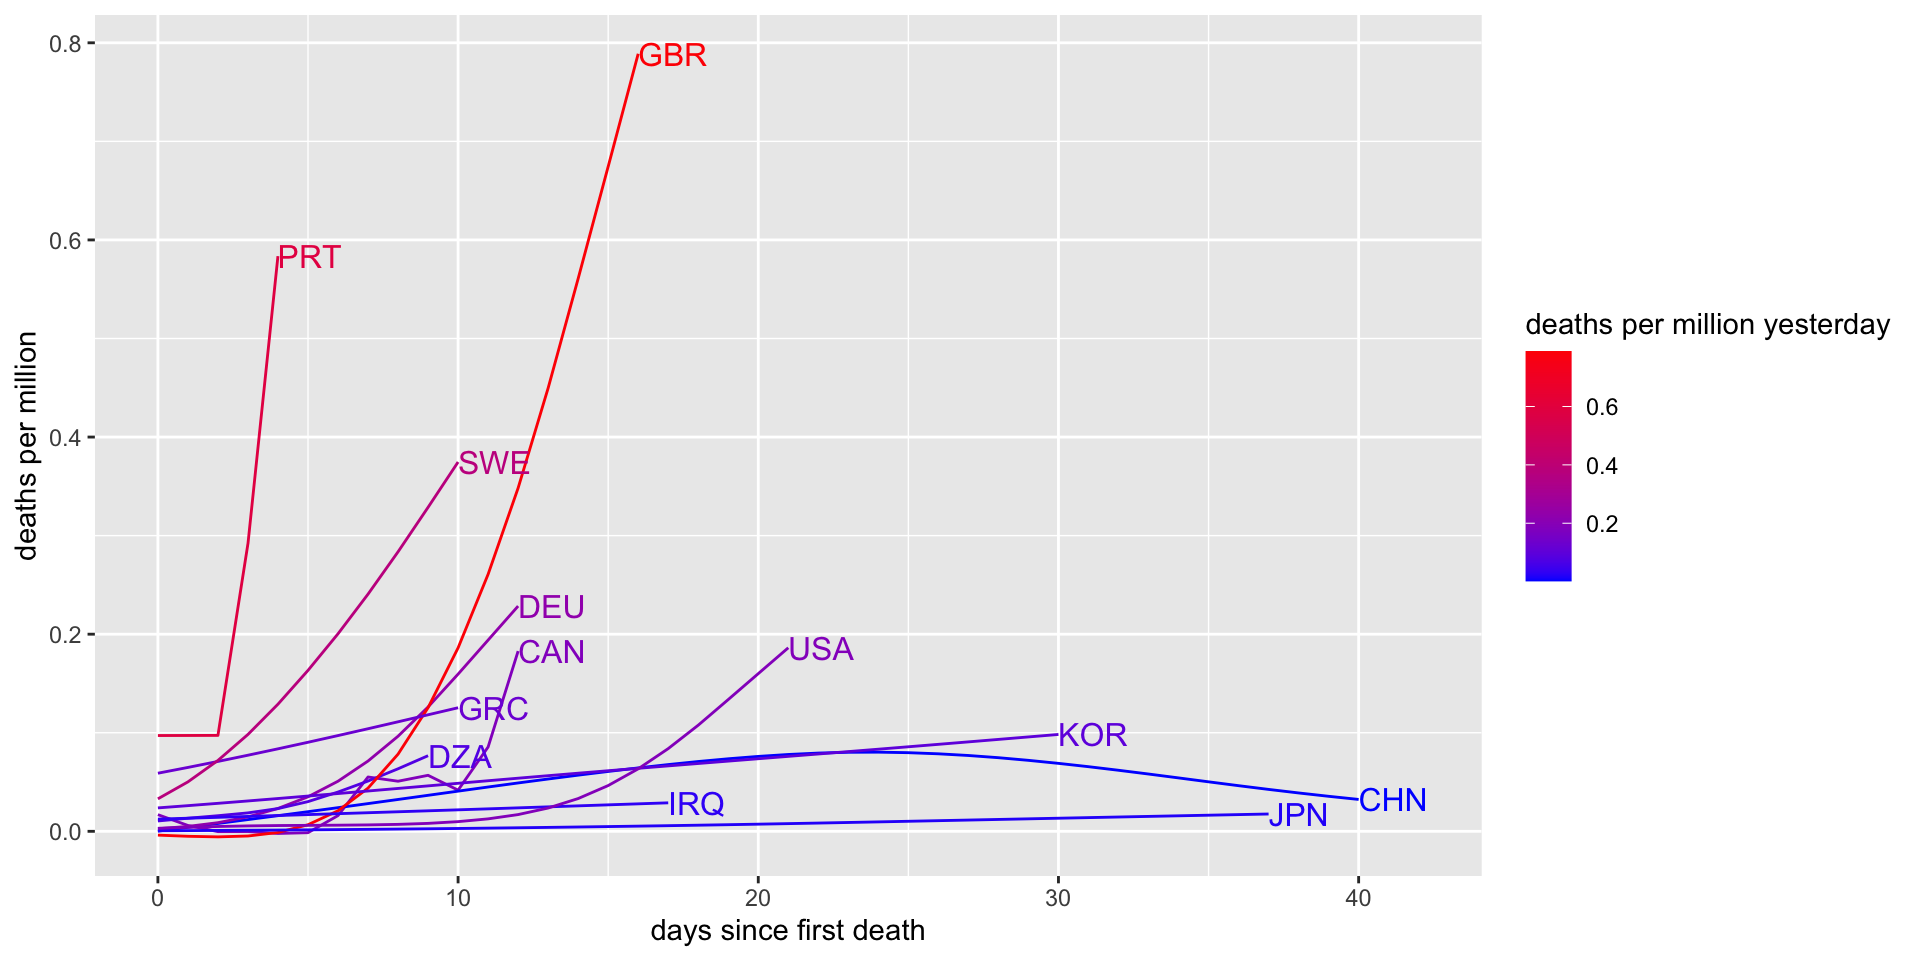 0.8
0.6
0.4
0.2
0.0
deaths per million
GBR
PRT
SWE
DEU
CAN
USA
GRC
KOR
DZA
IRQ
CHN
JPN
0
10
20
30
40
days since first death
deaths per million yesterday
0.6
0.4
0.2